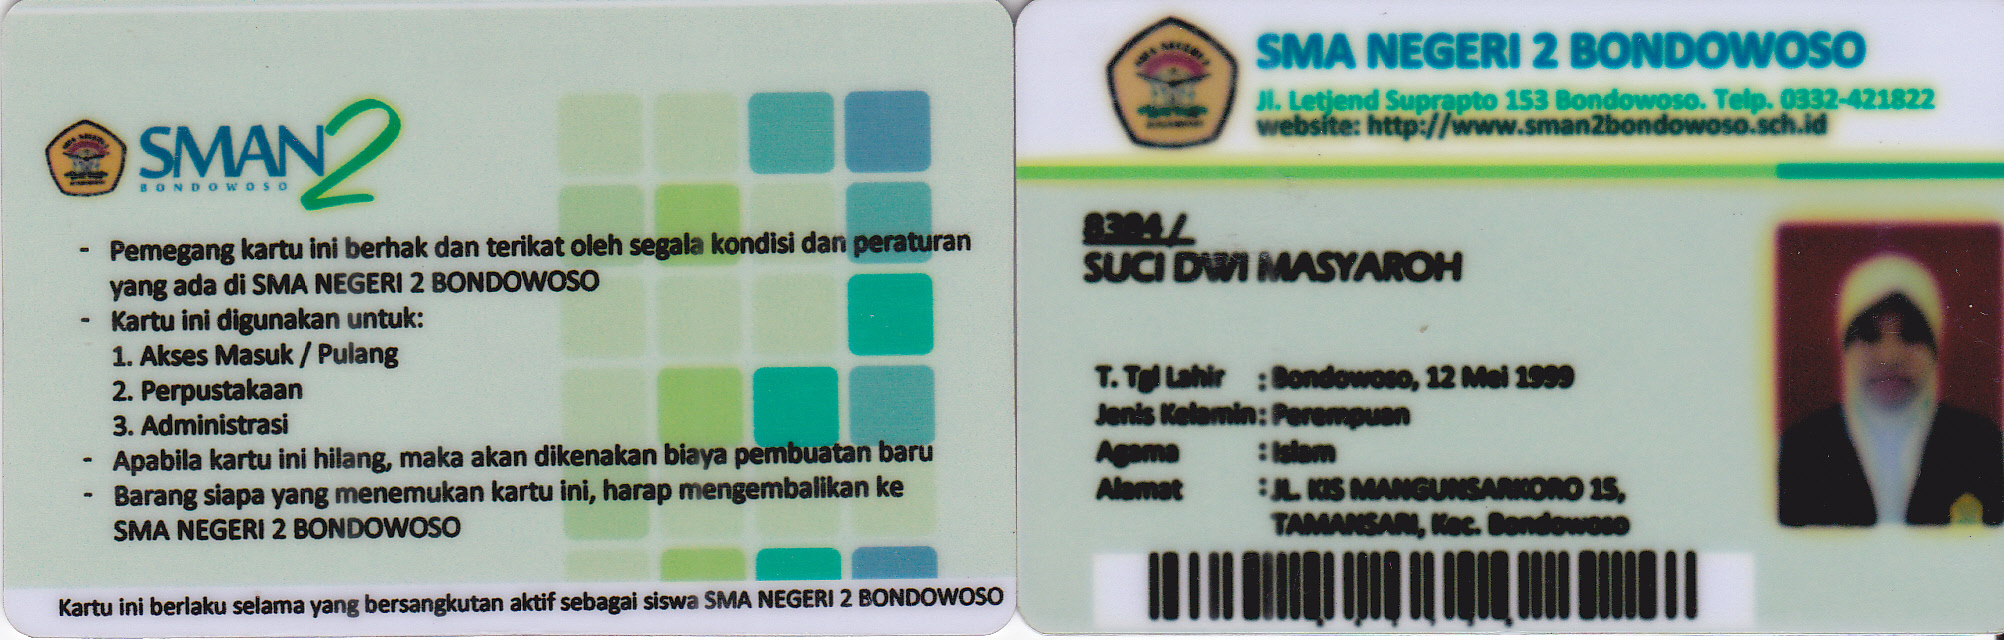 SMAN2
BONDOWOSO
- Pemegang kartu ini berhak dan terikat oleh segala kondisi dan peraturan
yang ada di SMA NEGERI 2 BONDOWOSO
- Kartu ini digunakan untuk:
1. Akses Masuk / Pulang
2. Perpustakaan
3. Administrasi
- Apabila kartu ini hilang, maka akan dikenakan biaya pembuatan baru
- Barang siapa yang menemukan kartu ini, harap mengembalikan ke
SMA NEGERI 2 BONDOWOSO
Kartu ini berlaku selama yang bersangkutan aktif sebagai siswa SMA NEGERI 2 BONDOWOSO
SMA NEGERI 2 BONDOWOSO
Jl. Letjend Suprapto 153 Bondowoso. Telp. 0332-421822
website: http://www.sman2bondowoso.sch.id
8384 /
SUCI DWI MASYAROH
T. Tgl Lahir : Bondowoso, 12 Mei 1999
Jenis Kelamin : Perempuan
Agama : Islam
Alamat : JL. KIS MANGUNSARKORO 15,
TAMANSARI, Kec. Bondowoso